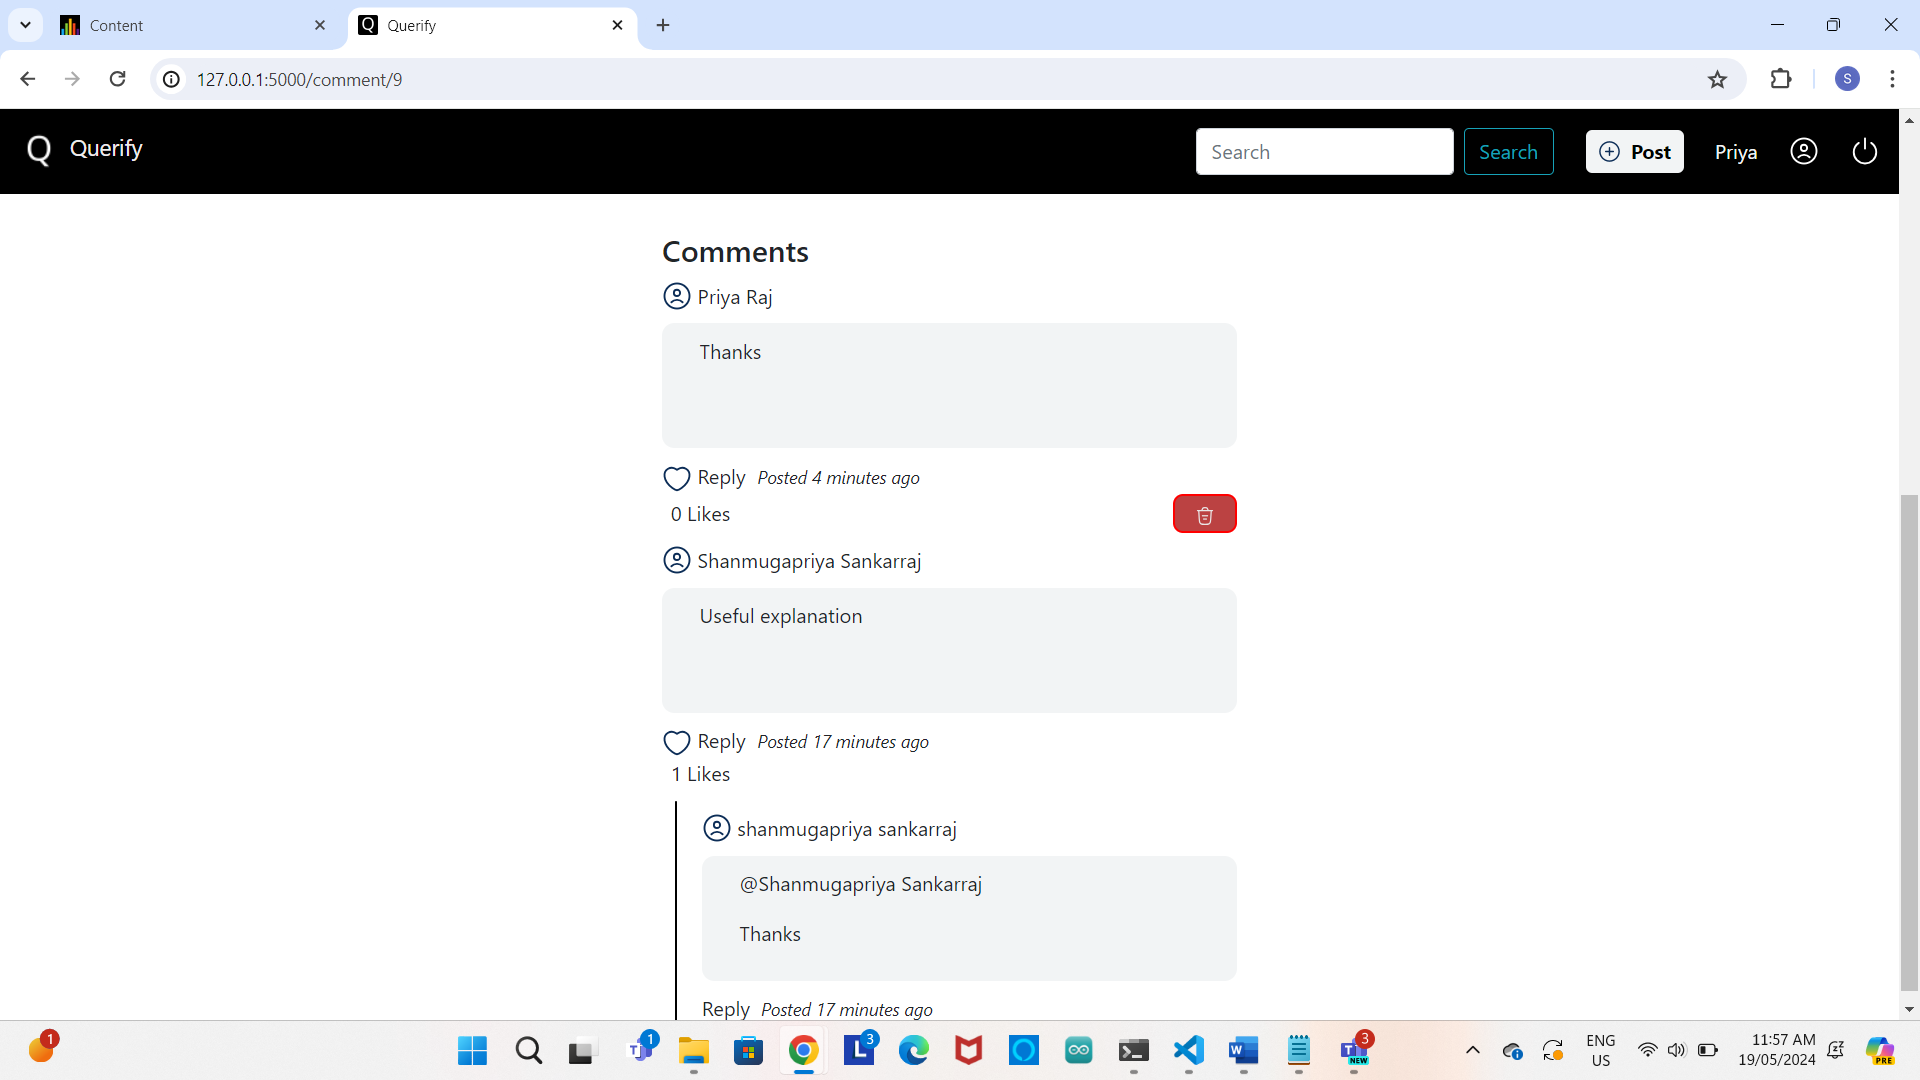 Content
Q Querify
127.0.0.1:5000/comment/9
S
Q Querify
Search
Search
Post
Priya
Comments
Priya Raj
Thanks
Reply Posted 4 minutes ago
0 Likes
Shanmugapriya Sankarraj
Useful explanation
Reply Posted 17 minutes ago
1 Likes
shanmugapriya sankarraj
@Shanmugapriya Sankarraj
Thanks
Reply Posted 17 minutes ago
1
1
3
L
W
3
NEW
ENG
US
11:57 AM
19/05/2024
PRE